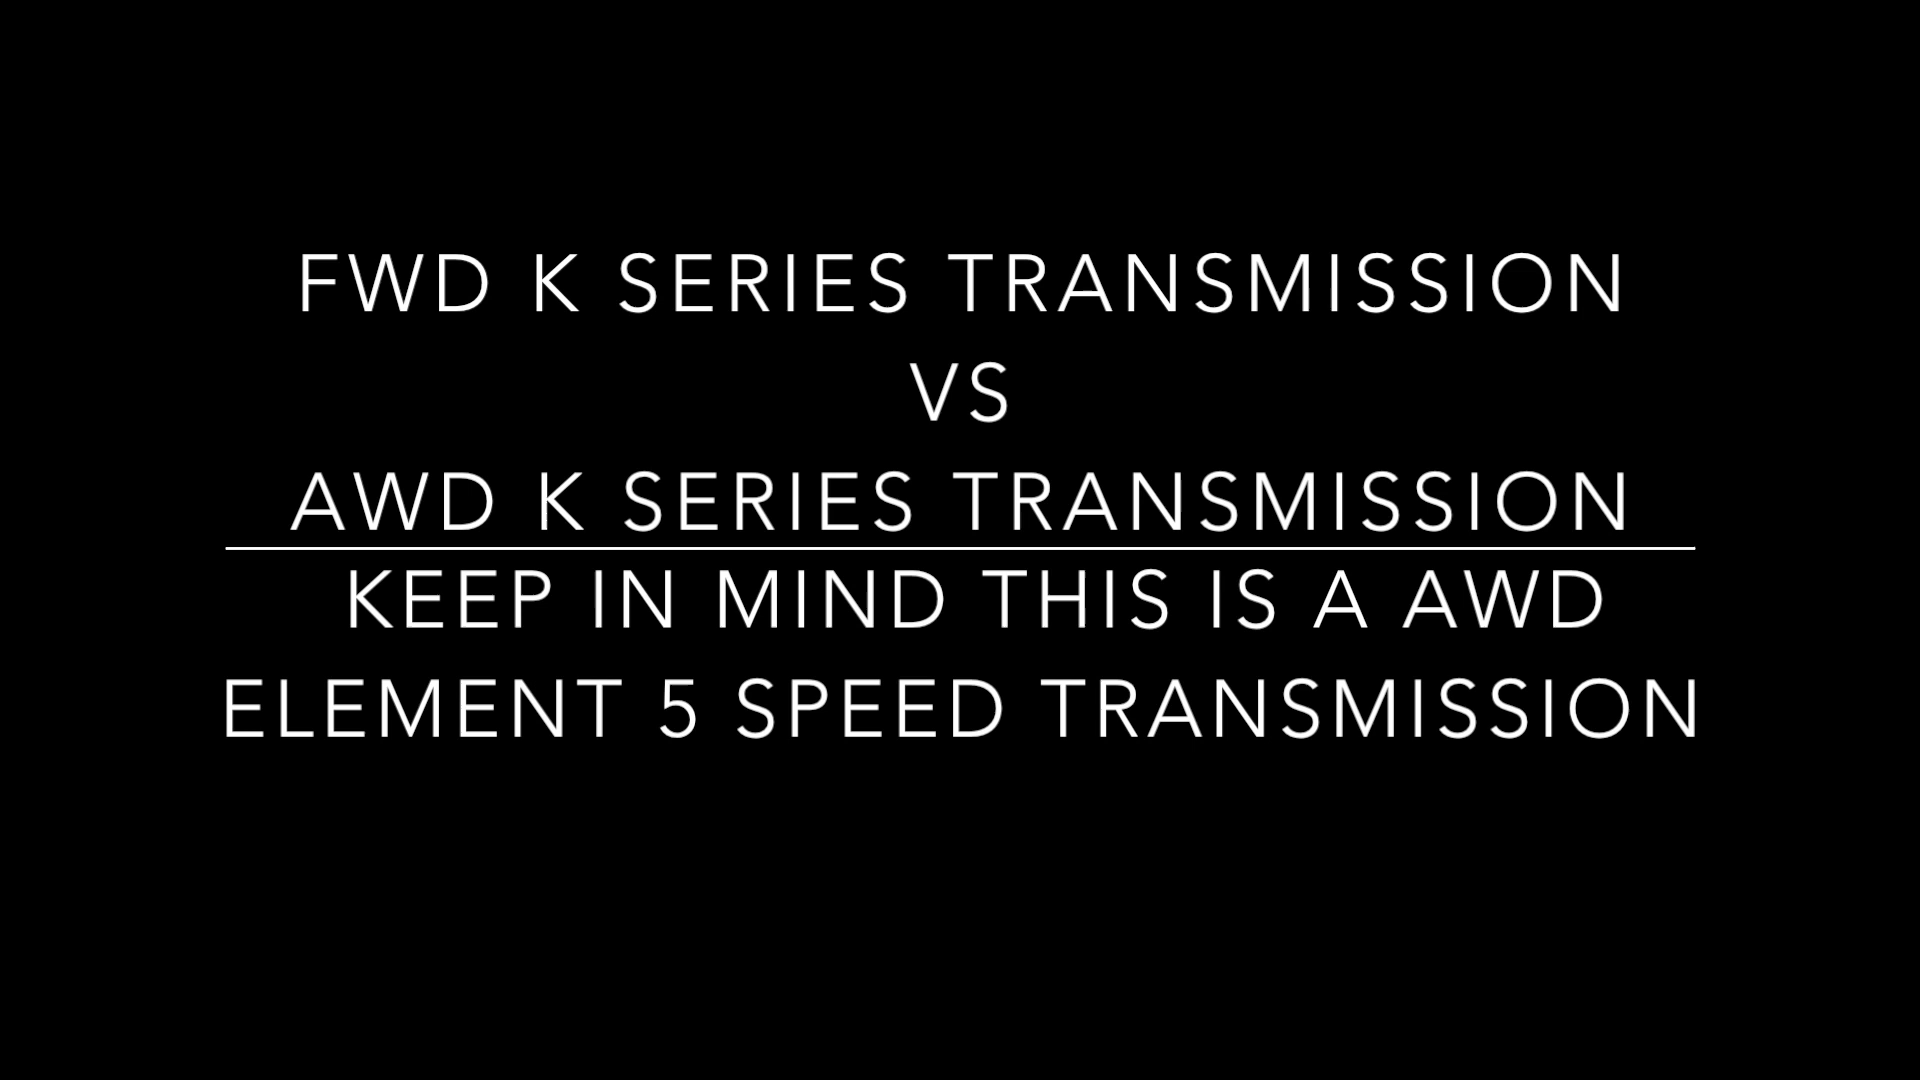 FWD K SERIES TRANSMISSION
VS
AWD K SERIES TRANSMISSION
KEEP IN MIND THIS IS A AWD
ELEMENT 5 SPEED TRANSMISSION